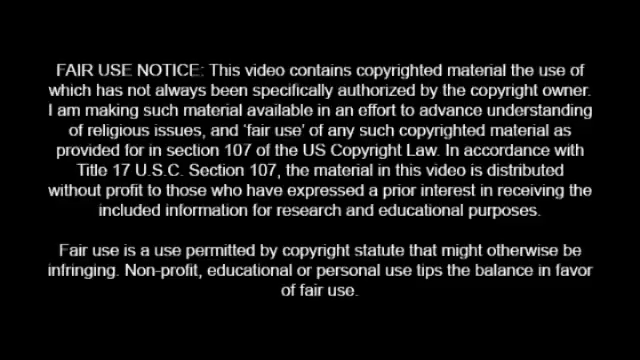 FAIR USE NOTICE: This video contains copyrighted material the use of
which has not always been specifically authorized by the copyright owner.
I am making such material available in an effort to advance understanding
of religious issues, and 'fair use' of any such copyrighted material as
provided for in section 107 of the US Copyright Law. In accordance with
Title 17 U.S.C. Section 107, the material in this video is distributed
without profit to those who have expressed a prior interest in receiving the
included information for research and educational purposes.
Fair use is a use permitted by copyright statute that might otherwise be
infringing. Non-profit, educational or personal use tips the balance in favor
of fair use.